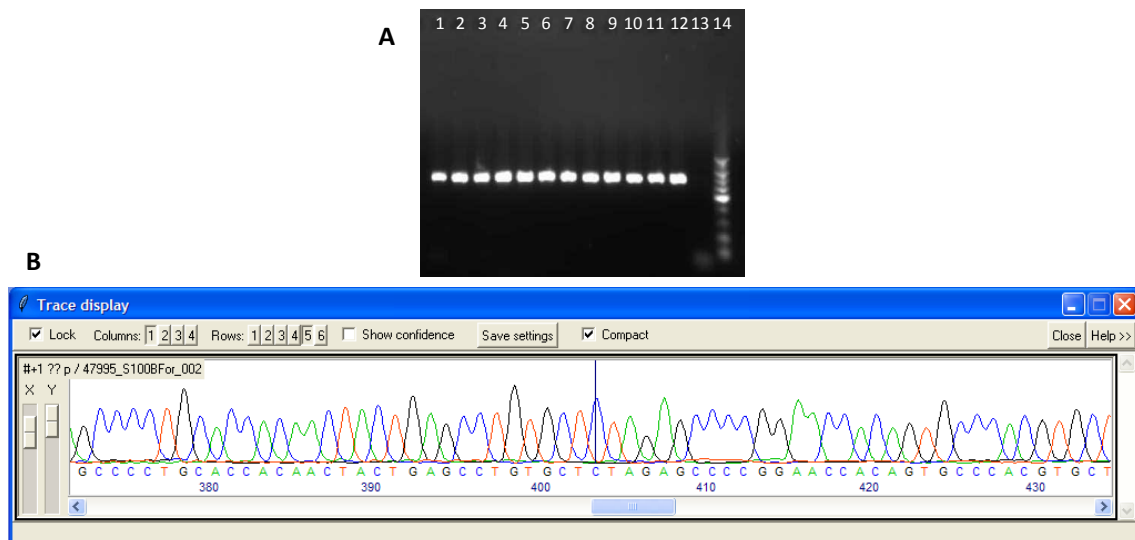 1 2 3 4 5 6 7 8 9 10 11 12 13 14
A
B
Trace display
Lock Columns: 1 2 3 4 Rows: 1 2 3 4 5 6 Show confidence Save settings Compact Close Help >>
#+1 ?? p / 47995_S100BFor_002
X Y
G C C C C T G C A C C A C A A C T A C T G A G C C T G T G C T C T A G A G C C C C G G A A C C A C A G T G C C C A C G T G C T
380 390 400 410 420 430